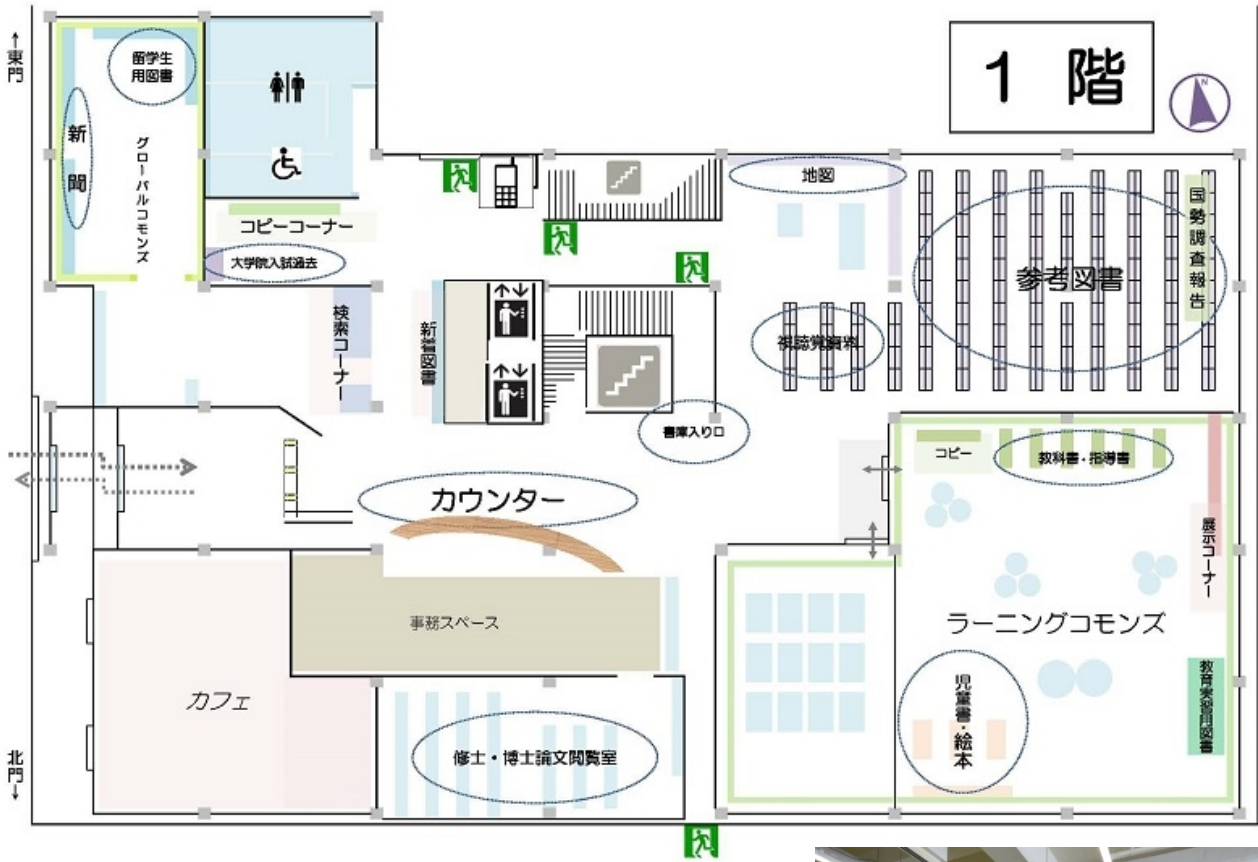 1 階
N
↑東門
留学生
用図書
新聞
グローバルコモンズ
コピーコーナー
大学院入試過去
地図
国勢調査報告
参考図書
検索コーナー
新着図書
視聴覚資料
書庫入り口
コピー
教科書・指導書
カウンター
展示コーナー
事務スペース
ラーニングコモンズ
カフェ
児童書・絵本
教育実習用図書
修士・博士論文閲覧室
北門↓